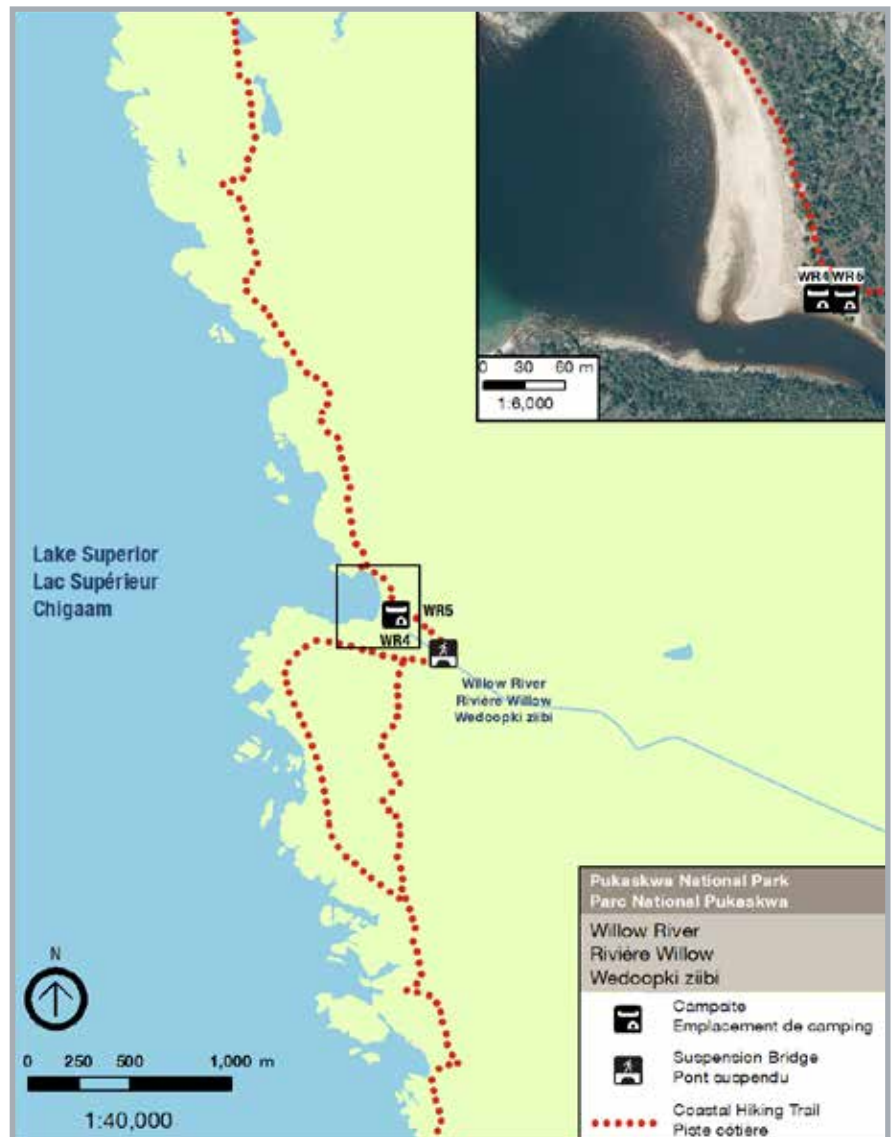 WR4 WR5
0 30 60 m
1:6,000
Lake Superior
Lac Supérieur
Chigaam
WR5
WR4
Willow River
Rivière Willow
Wedoopki ziibi
N
0 250 500 1,000 m
1:40,000
Pukaskwa National Park
Parc National Pukaskwa
Willow River
Rivière Willow
Wedoopki ziibi
Campsite
Emplacement de camping
Suspension Bridge
Pont suspendu
Coastal Hiking Trail
Piste côtière